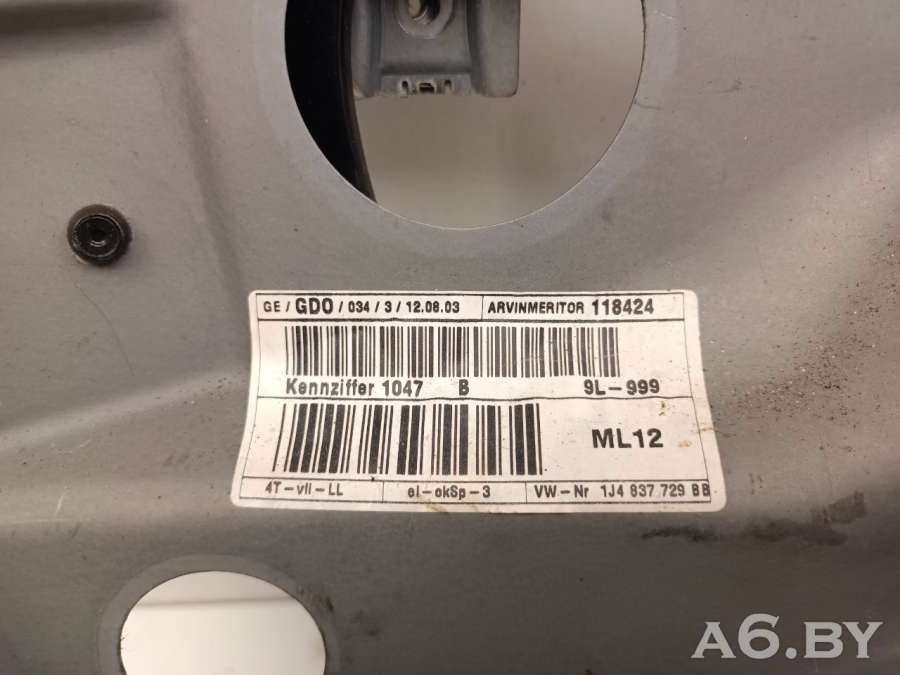 GE / GDO / 034 / 3 / 12.08.03 ARVINMERITOR 118424
Kennziffer 1047 B 9L-999
ML12
4T-vll-LL el-okSp-3 VW-Nr 1J4 837 729 BB
A6.BY